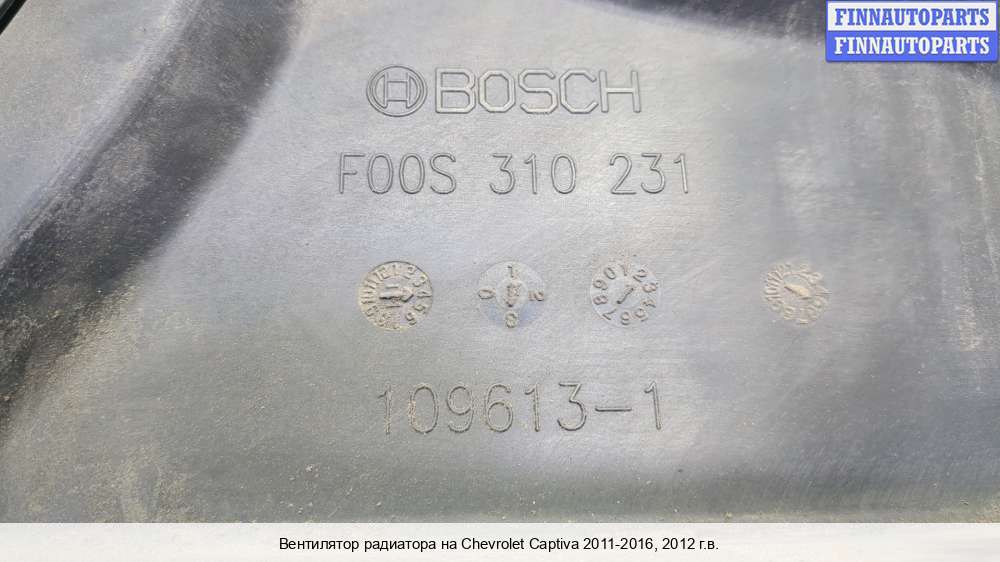 FINNAUTOPARTS
FINNAUTOPARTS
BOSCH
F00S 310 231
109613-1
Вентилятор радиатора на Chevrolet Captiva 2011-2016, 2012 г.в.